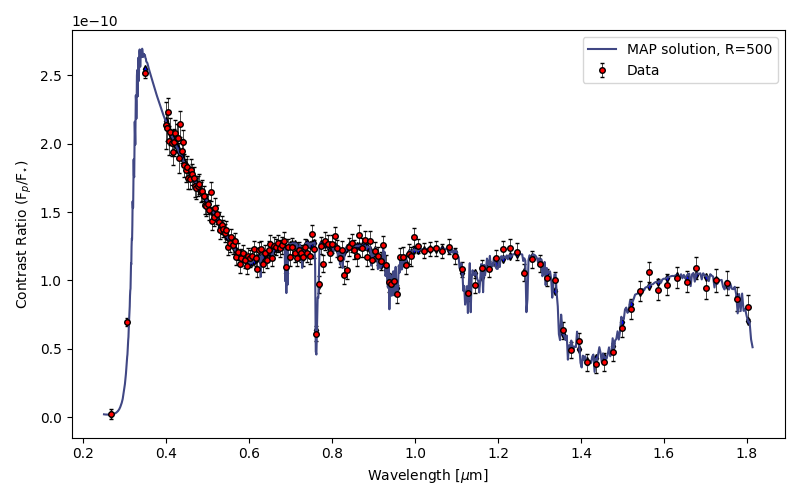 1e−10
MAP solution, R=500
Data
2.5
2.0
1.5
1.0
0.5
0.0
Contrast Ratio (Fp/F⋆)
0.2 0.4 0.6 0.8 1.0 1.2 1.4 1.6 1.8
Wavelength [μm]